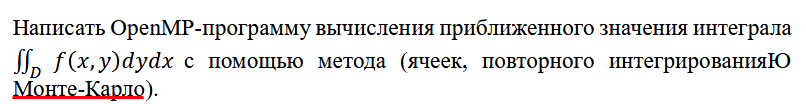 Написать OpenMP-программу вычисления приближенного значения интеграла
∬_D f(x,y)dydx с помощью метода (ячеек, повторного интегрированияЮ
Монте-Карло).